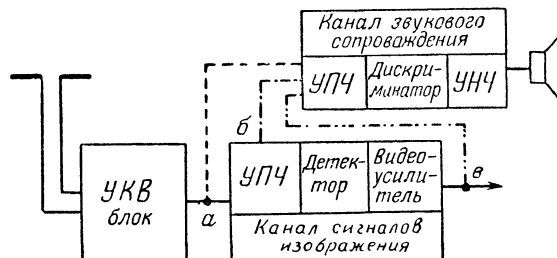 Канал звукового
сопровождения
УПЧ
Дискри-
минатор
УНЧ
б
УКВ
блок
а
УПЧ
Детек-
тор
Видео-
усили-
тель
в
Канал сигналов
изображения